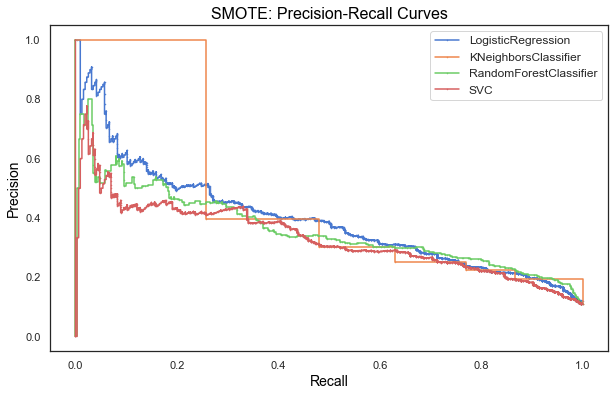 SMOTE: Precision-Recall Curves
LogisticRegression
KNeighborsClassifier
RandomForestClassifier
SVC
Precision
1.0
0.8
0.6
0.4
0.2
0.0
0.0 0.2 0.4 0.6 0.8 1.0
Recall